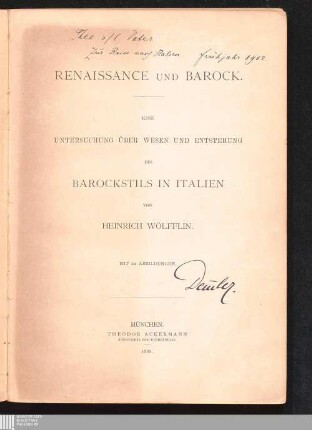 Zur Reise nach Italien Frühjahr 1902
RENAISSANCE UND BAROCK.
EINE
UNTERSUCHUNG ÜBER WESEN UND ENTSTEHUNG
DES
BAROCKSTILS IN ITALIEN
VON
HEINRICH WÖLFFLIN.
MIT 22 ABBILDUNGEN.
MÜNCHEN.
THEODOR ACKERMANN
1888.